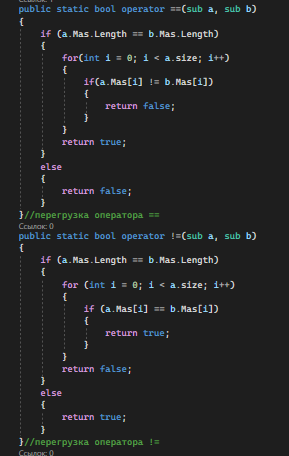 public static bool operator ==(sub a, sub b)
{
if (a.Mas.Length == b.Mas.Length)
{
for(int i = 0; i < a.size; i++)
{
if(a.Mas[i] != b.Mas[i])
{
return false;
}
}
return true;
}
else
{
return false;
}
}//перегрузка оператора ==
Ссылок: 0
public static bool operator !=(sub a, sub b)
{
if (a.Mas.Length == b.Mas.Length)
{
for (int i = 0; i < a.size; i++)
{
if (a.Mas[i] == b.Mas[i])
{
return true;
}
}
return false;
}
else
{
return true;
}
}//перегрузка оператора !=
Ссылок: 0